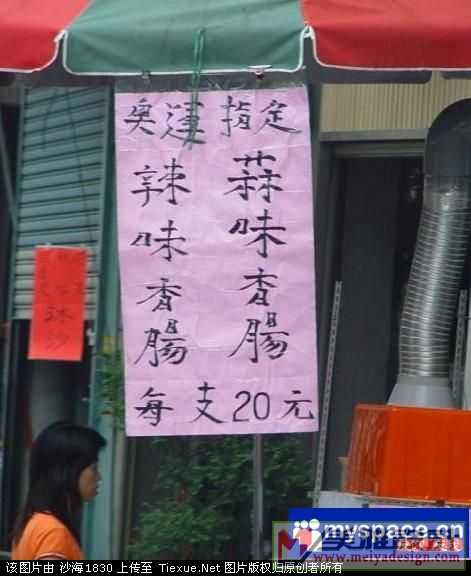 奧運 指定
蒜味香腸
辣味香腸
每支20元
myspace.cn
www.meiyadesign.com
该图片由 沙海1830 上传至 Tiexue.Net 图片版权归原创者所有